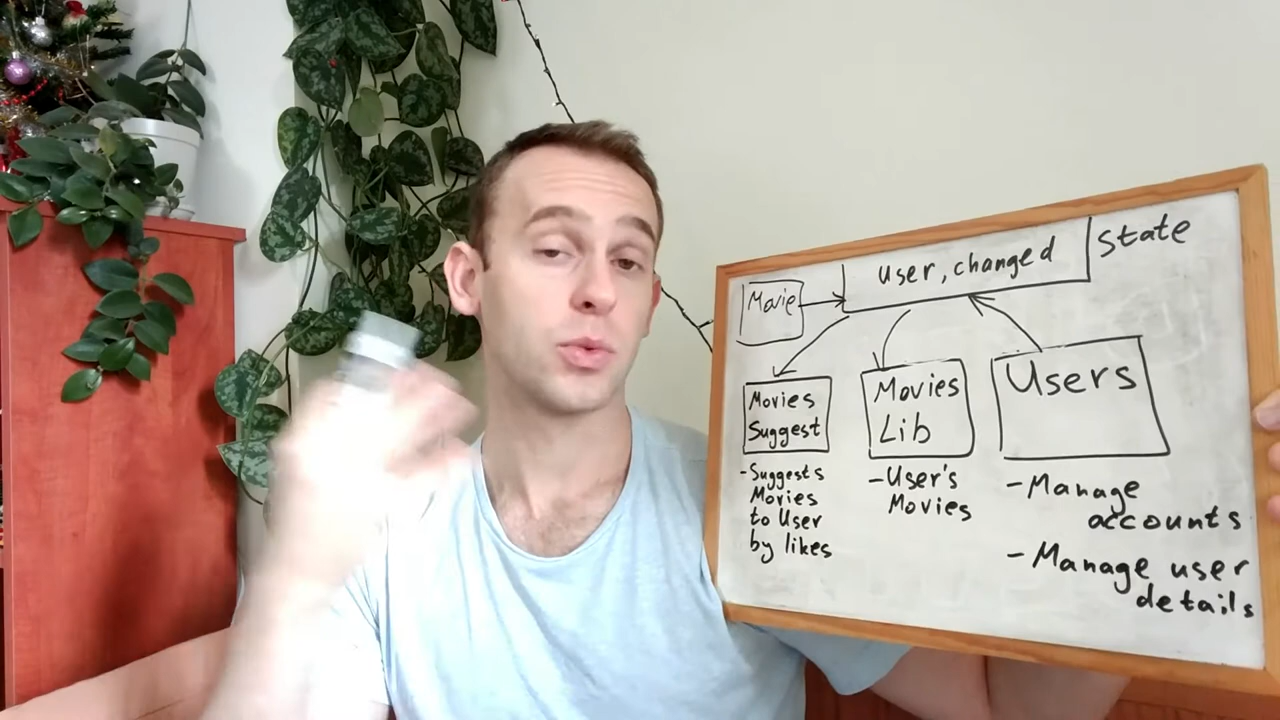 user, changed
State
Movie
Movies
Suggest
Movies
Lib
Users
-Suggests
Movies
to User
by likes
-User's
Movies
-Manage
accounts
-Manage user
details